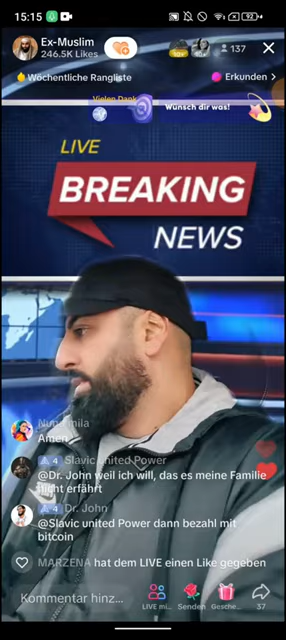 15:15
92
Ex-Muslim
246.5K Likes
137
Wöchentliche Rangliste
Erkunden
Vielen Dank
Wünsch dir was!
LIVE
BREAKING
NEWS
Amen
4 Slavic united Power
@Dr. John weil ich will, das es meine Familie
nicht erfährt
4 Dr. John
@Slavic united Power dann bezahl mit
bitcoin
MARZENA hat dem LIVE einen Like gegeben
Kommentar hinz...
LIVE mi...
Senden
Gesche...
37